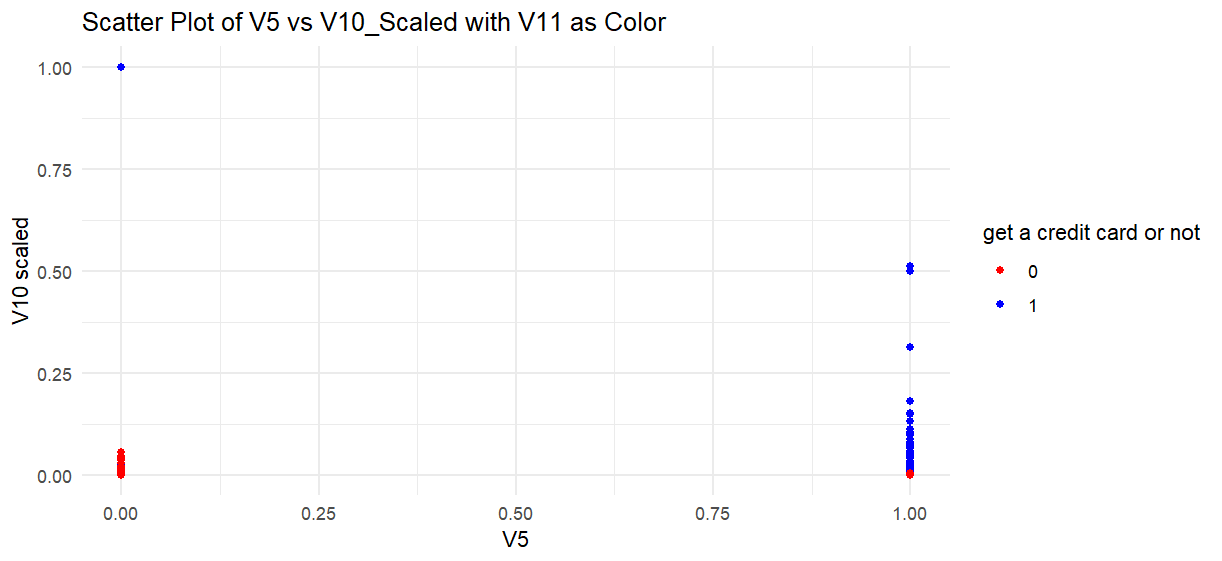 Scatter Plot of V5 vs V10_Scaled with V11 as Color
1.00
0.75
0.50
0.25
0.00
V10 scaled
0.00 0.25 0.50 0.75 1.00
V5
get a credit card or not
0
1